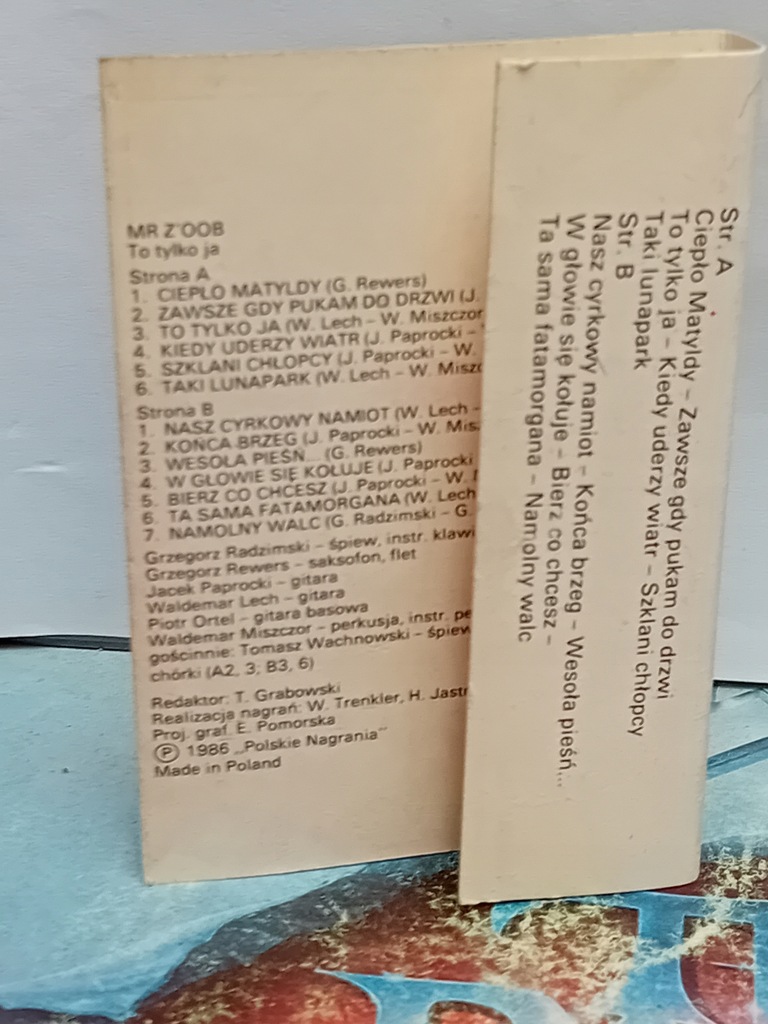 MR Z'OOB
To tylko ja
Strona A
1. CIEPŁO MATYLDY (G. Rewers)
2. ZAWSZE GDY PUKAM DO DRZWI (J.
3. TO TYLKO JA (W. Lech – W. Miszczor
4. KIEDY UDERZY WIATR (J. Paprocki –
5. SZKLANI CHŁOPCY (J. Paprocki – W.
6. TAKI LUNAPARK (W. Lech – W. Miszc
Strona B
1. NASZ CYRKOWY NAMIOT (W. Lech –
2. KOŃCA BRZEG (J. Paprocki – W. Mis
3. WESOŁA PIEŚŃ... (G. Rewers)
4. W GŁOWIE SIĘ KOŁUJE (J. Paprocki
5. BIERZ CO CHCESZ (J. Paprocki – W.
6. TA SAMA FATAMORGANA (W. Lech
7. NAMOLNY WALC (G. Radzimski – G.
Grzegorz Radzimski – śpiew, instr. klawi
Grzegorz Rewers – saksofon, flet
Jacek Paprocki – gitara
Waldemar Lech – gitara
Piotr Ortel – gitara basowa
Waldemar Miszczor – perkusja, instr. pe
gościnnie: Tomasz Wachnowski – śpiew
chórki (A2, 3; B3, 6)
Redaktor: T. Grabowski
Realizacja nagrań: W. Trenkler, H. Jast
Proj. graf. E. Pomorska
Ⓟ 1986 „Polskie Nagrania"
Made in Poland
Str. A
Ciepło Matyldy – Zawsze gdy pukam do drzwi
To tylko ja – Kiedy uderzy wiatr – Szklani chłopcy
Taki lunapark
Str. B
Nasz cyrkowy namiot – Końca brzeg – Wesoła pieśń...
W głowie się kołuje – Bierz co chcesz –
Ta sama fatamorgana – Namolny walc